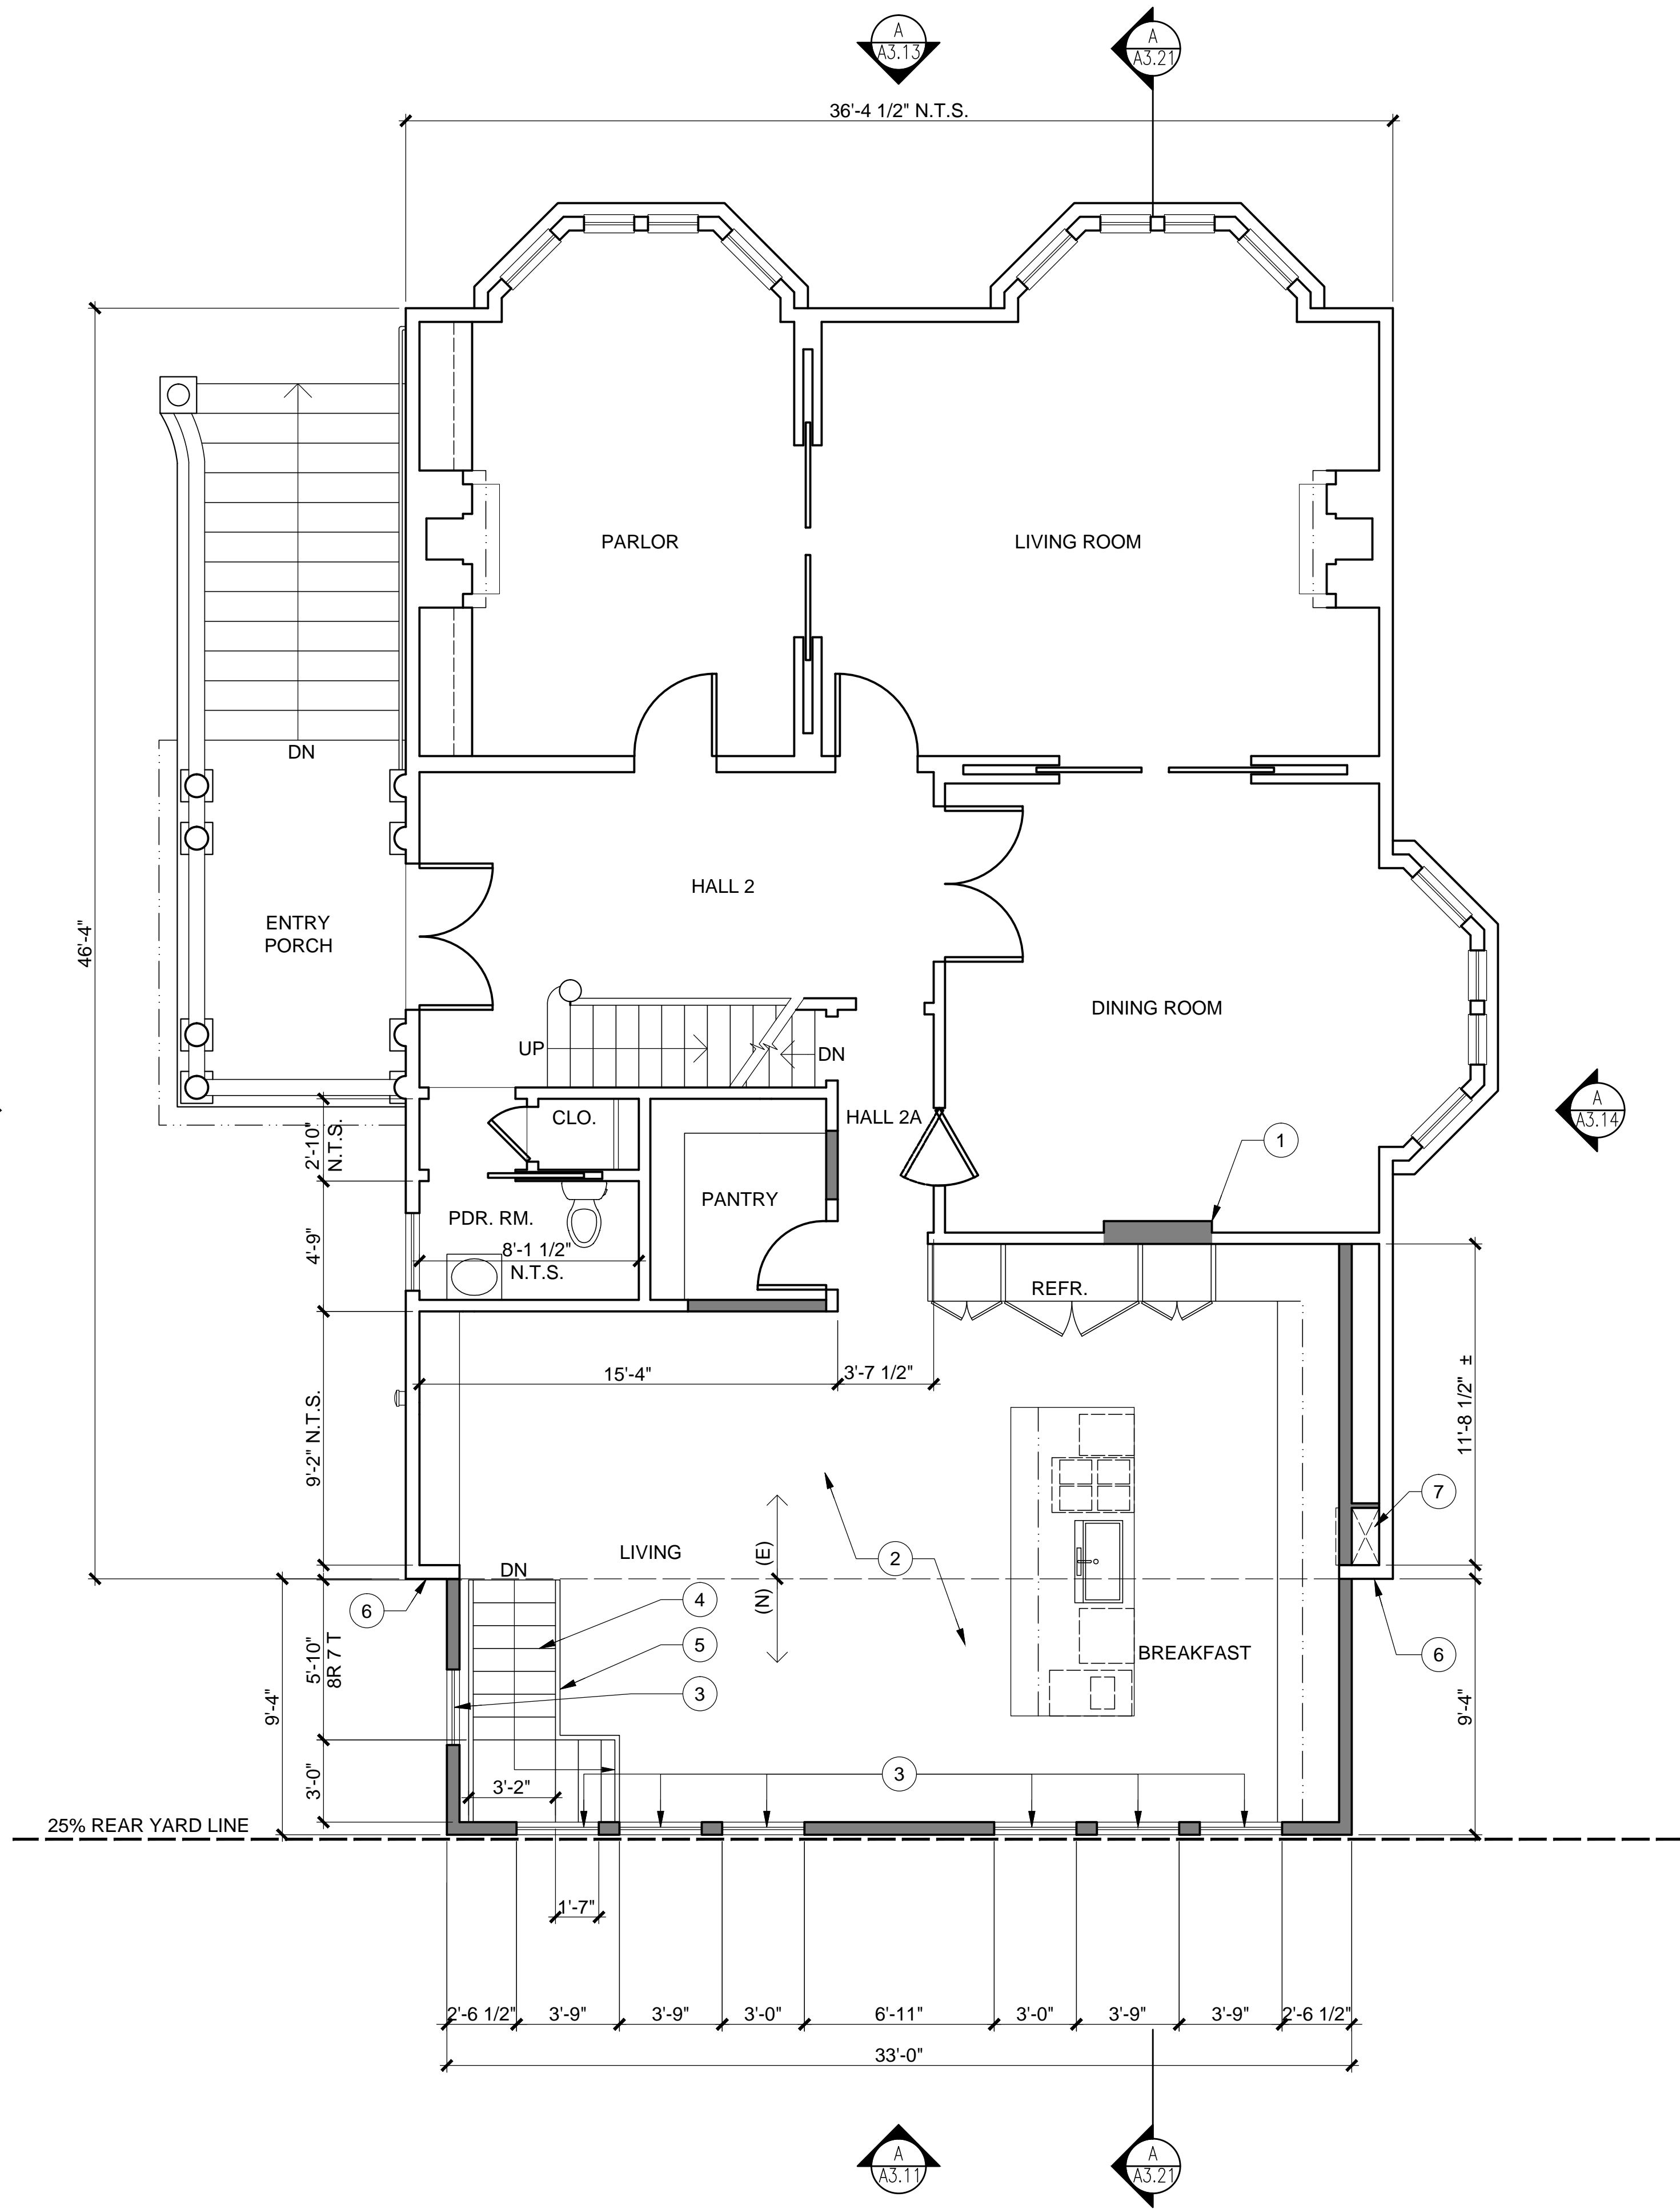 A
A3.13
A
A3.21
36'-4 1/2" N.T.S.
PARLOR
LIVING ROOM
DN
HALL 2
ENTRY
PORCH
46'-4"
DINING ROOM
UP
DN
CLO.
HALL 2A
A
A3.14
2'-10"
N.T.S.
1
PANTRY
PDR. RM.
4'-9"
8'-1 1/2"
N.T.S.
REFR.
15'-4"
3'-7 1/2"
9'-2" N.T.S.
11'-8 1/2" ±
7
LIVING
(E)
(N)
2
DN
6
4
5
3
BREAKFAST
6
5'-10"
8R 7 T
9'-4"
9'-4"
3'-0"
3'-2"
3
25% REAR YARD LINE
1'-7"
2'-6 1/2"
3'-9"
3'-9"
3'-0"
6'-11"
3'-0"
3'-9"
3'-9"
2'-6 1/2"
33'-0"
A
A3.11
A
A3.21